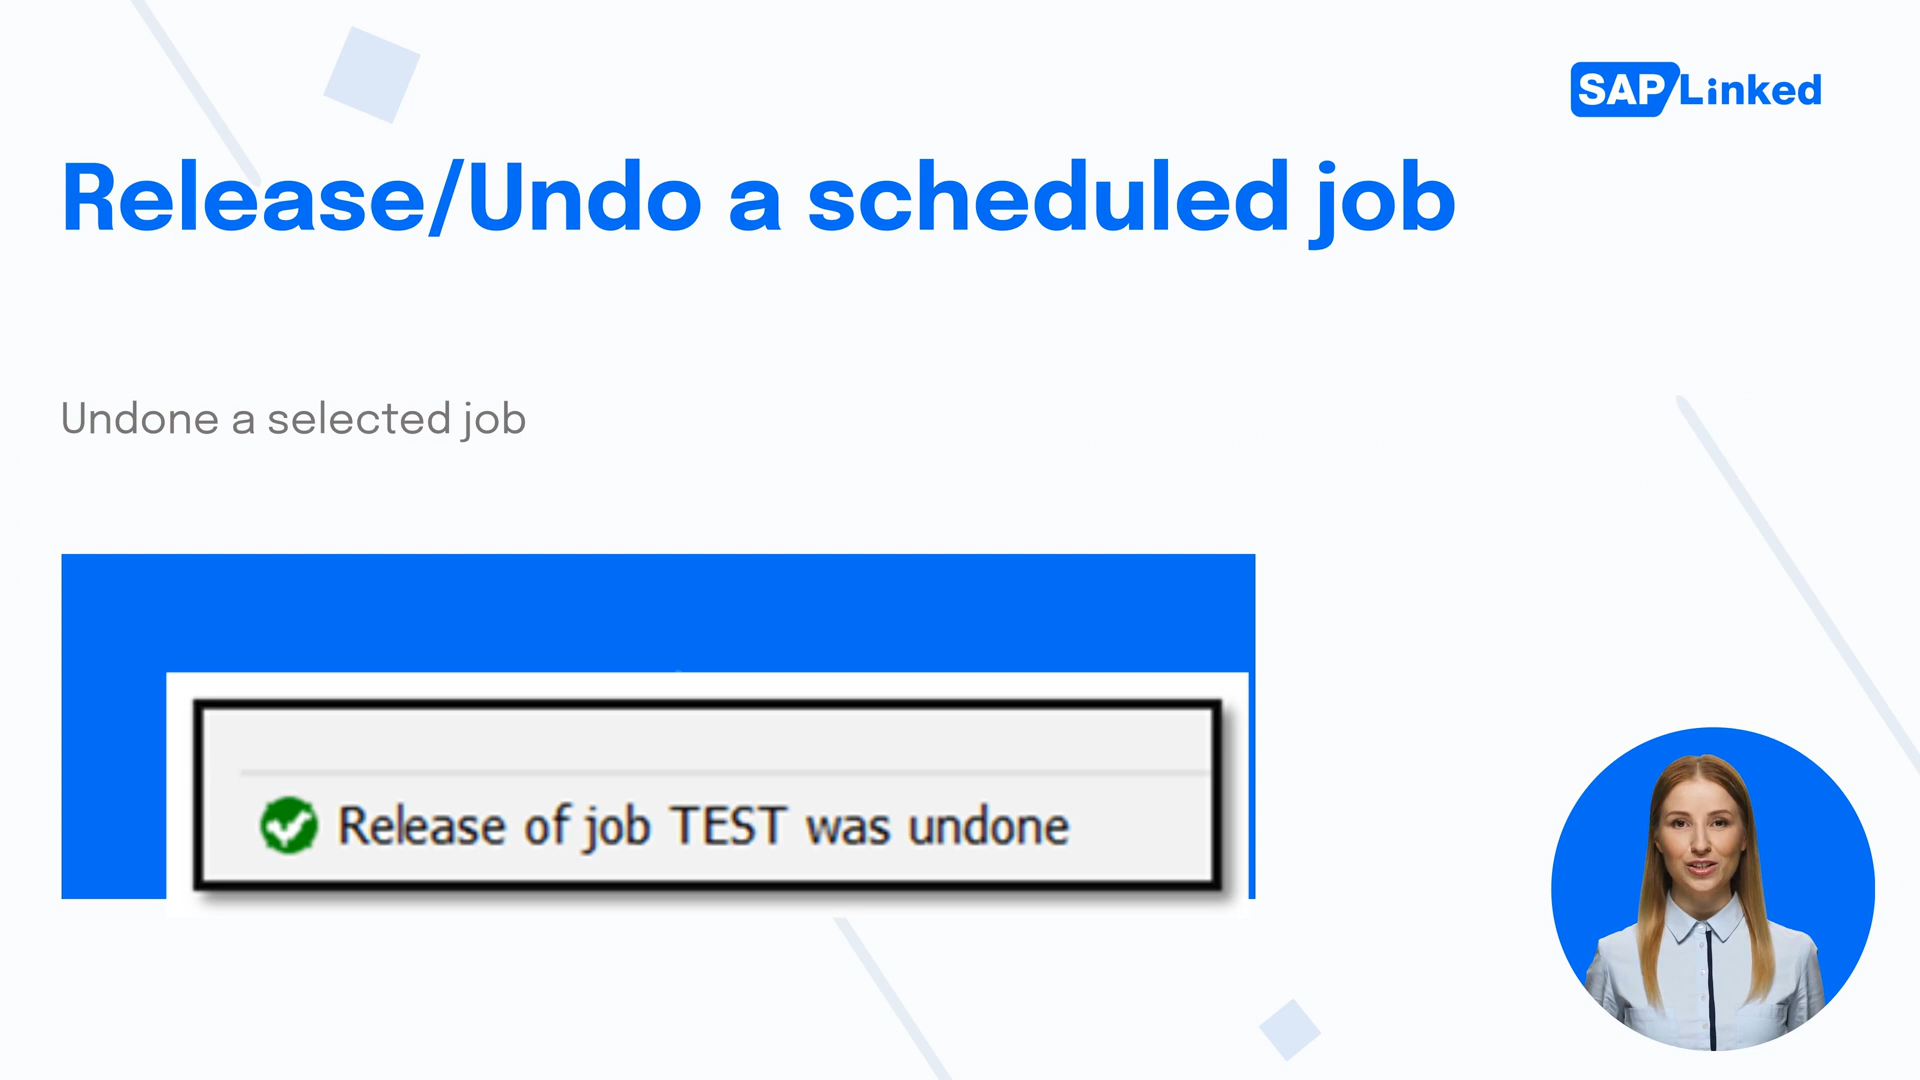 SAP Linked
Release/Undo a scheduled job
Undone a selected job
Release of job TEST was undone